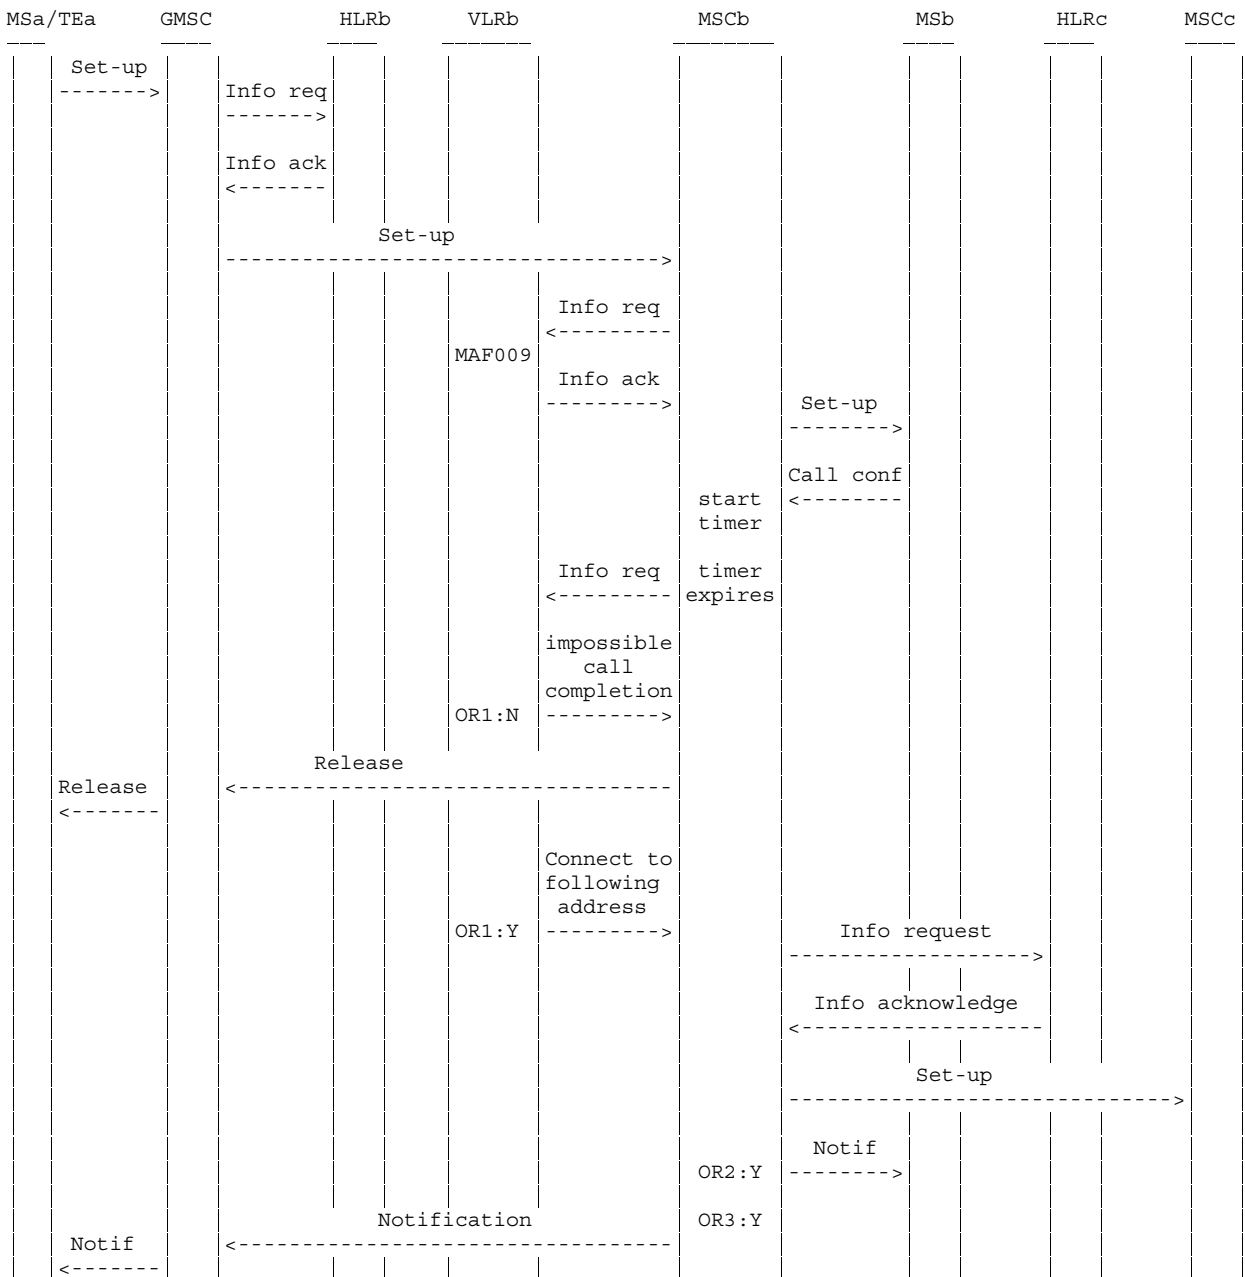 MSa/TEa GMSC HLRb VLRb MSCb MSb HLRc MSCc
Set-up
------->  Info req
------->
Info ack
<-------
Set-up
---------------------------------->
Info req
<---------
MAF009
Info ack
---------> Set-up
-------->
Call conf
start <--------
timer
Info req timer
<--------- expires
impossible
call
completion
OR1:N --------->
Release
Release <----------------------------------
<-------
Connect to
following
address
OR1:Y ---------> Info request
------------------->
Info acknowledge
<-------------------
Set-up
------------------------------>
Notif
OR2:Y -------->
Notification OR3:Y
Notif <----------------------------------
<-------